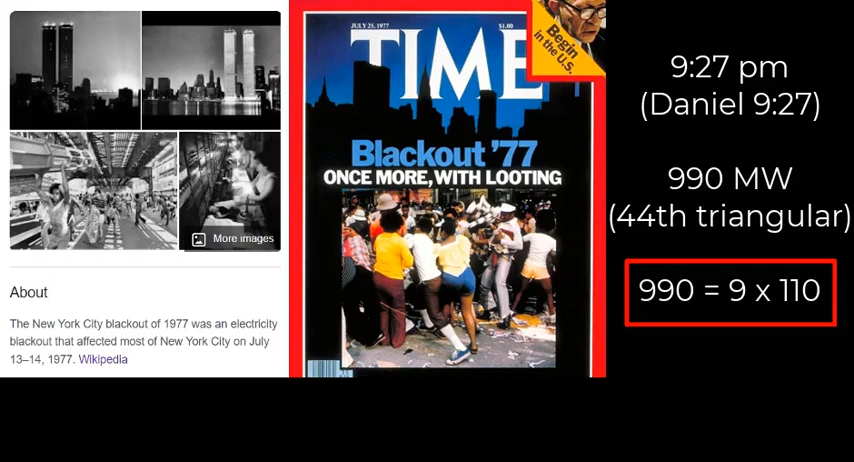 More images
About
The New York City blackout of 1977 was an electricity
blackout that affected most of New York City on July
13–14, 1977. Wikipedia
JULY 25, 1977
$1.00
Begin
in the U.S.
TIME
Blackout '77
ONCE MORE, WITH LOOTING
9:27 pm
(Daniel 9:27)
990 MW
(44th triangular)
990 = 9 x 110